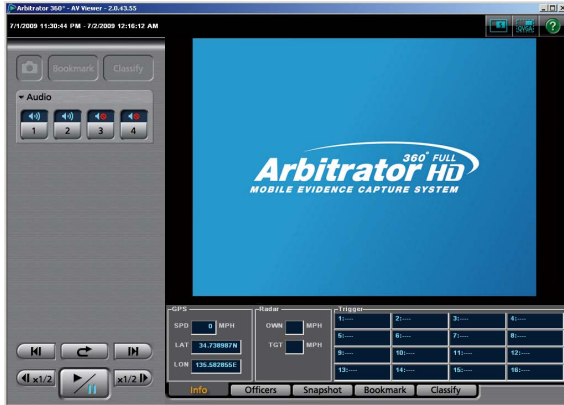 Arbitrator 360° - AV Viewer - 2.0.43.55
7/1/2009 11:30:44 PM - 7/2/2009 12:16:12 AM
S QVGA ?
Bookmark Classify
Audio
1 2 3 4
360° FULL
Arbitrator HD
MOBILE EVIDENCE CAPTURE SYSTEM
GPS Radar Trigger
SPD 0 MPH OWN MPH 1:---- 2:---- 3:---- 4:----
5:---- 6:---- 7:---- 8:----
LAT 34.738987N TGT MPH
9:---- 10:---- 11:---- 12:----
LON 135.582855E
13:---- 14:---- 15:---- 16:----
x1/2 x1/2
Info Officers Snapshot Bookmark Classify